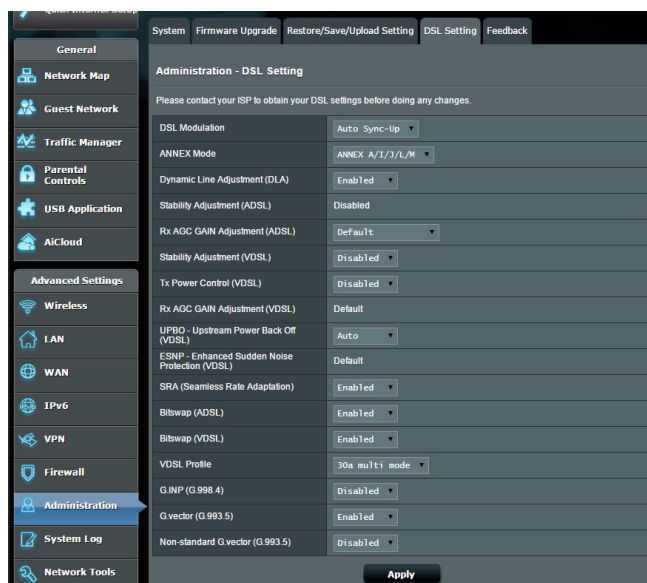 Quick Internet Setup
General
Network Map
Guest Network
Traffic Manager
Parental
Controls
USB Application
AiCloud
Advanced Settings
Wireless
LAN
WAN
IPv6
VPN
Firewall
Administration
System Log
Network Tools
System Firmware Upgrade Restore/Save/Upload Setting DSL Setting Feedback
Administration - DSL Setting
Please contact your ISP to obtain your DSL settings before doing any changes.
DSL Modulation Auto Sync-Up
ANNEX Mode ANNEX A/I/J/L/M
Dynamic Line Adjustment (DLA) Enabled
Stability Adjustment (ADSL) Disabled
Rx AGC GAIN Adjustment (ADSL) Default
Stability Adjustment (VDSL) Disabled
Tx Power Control (VDSL) Disabled
Rx AGC GAIN Adjustment (VDSL) Default
UPBO - Upstream Power Back Off
(VDSL) Auto
ESNP - Enhanced Sudden Noise
Protection (VDSL) Default
SRA (Seamless Rate Adaptation) Enabled
Bitswap (ADSL) Enabled
Bitswap (VDSL) Enabled
VDSL Profile 30a multi mode
G.INP (G.998.4) Disabled
G.vector (G.993.5) Enabled
Non-standard G.vector (G.993.5) Disabled
Apply